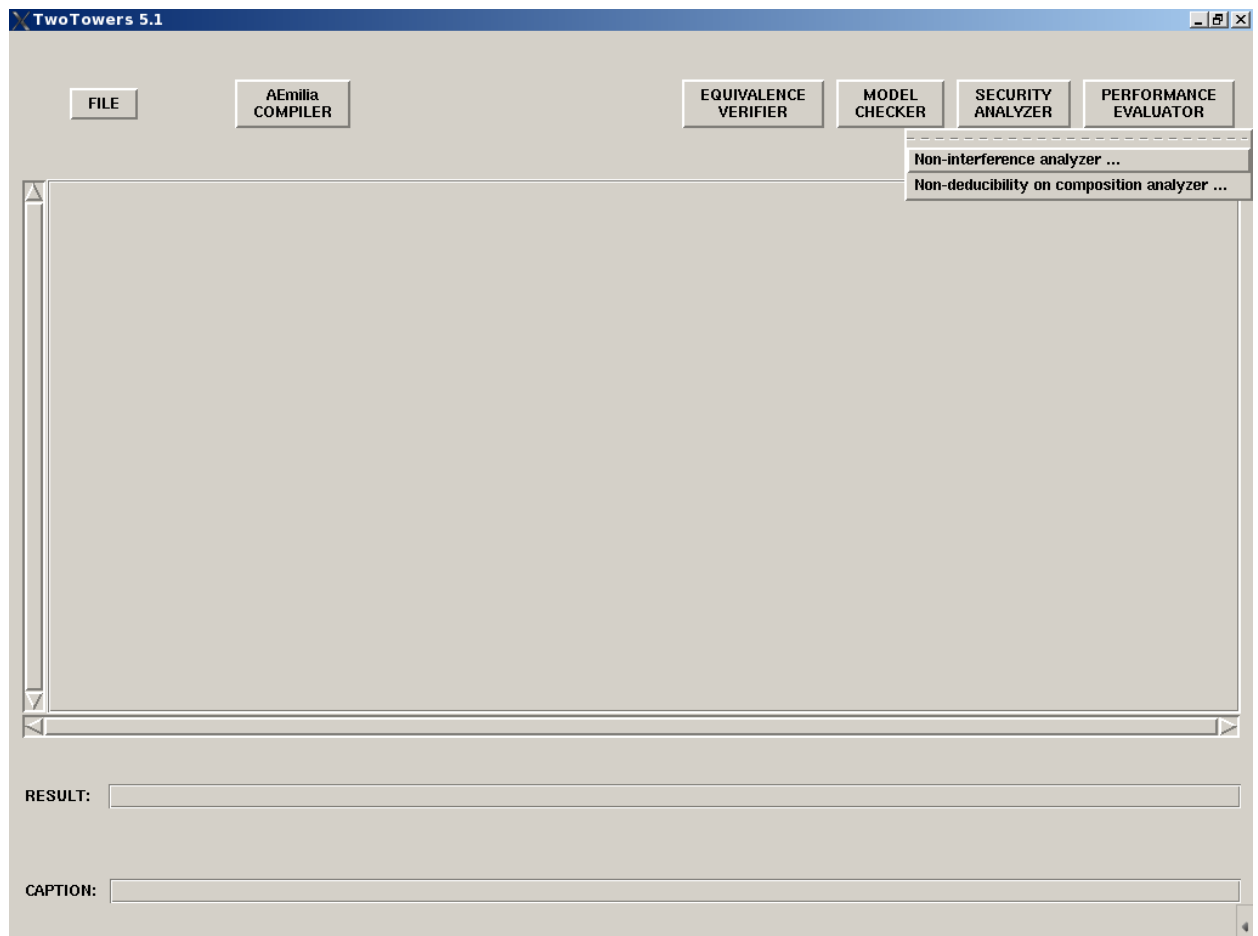 TwoTowers 5.1
FILE
AEmilia
COMPILER
EQUIVALENCE
VERIFIER
MODEL
CHECKER
SECURITY
ANALYZER
PERFORMANCE
EVALUATOR
Non-interference analyzer ...
Non-deducibility on composition analyzer ...
RESULT:
CAPTION: